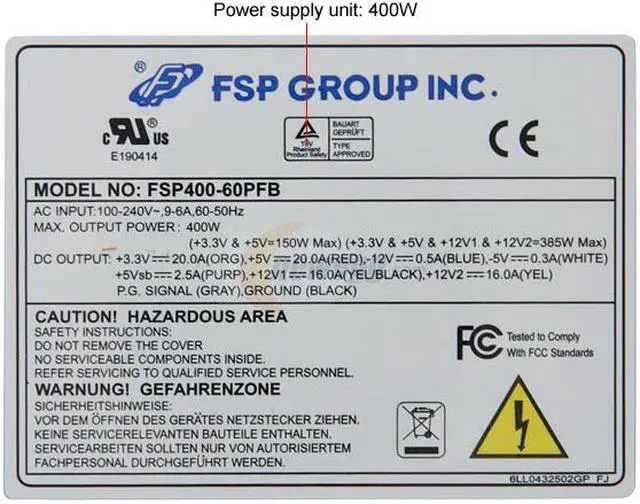 Power supply unit: 400W
FSP GROUP INC.
®
®
c RU US
E190414
TÜV
Rheinland
Product Safety
BAUART
GEPRÜFT
TYPE
APPROVED
CE
MODEL NO: FSP400-60PFB
AC INPUT:100-240V~,9-6A,60-50Hz
MAX. OUTPUT POWER: 400W
(+3.3V & +5V=150W Max) (+3.3V & +5V & +12V1 & +12V2=385W Max)
DC OUTPUT: +3.3V⎓20.0A(ORG),+5V⎓20.0A(RED),-12V⎓0.5A(BLUE),-5V⎓0.3A(WHITE)
+5Vsb⎓2.5A(PURP),+12V1⎓16.0A(YEL/BLACK),+12V2⎓16.0A(YEL)
P.G. SIGNAL (GRAY),GROUND (BLACK)
CAUTION! HAZARDOUS AREA
SAFETY INSTRUCTIONS:
DO NOT REMOVE THE COVER
NO SERVICEABLE COMPONENTS INSIDE.
REFER SERVICING TO QUALIFIED SERVICE PERSONNEL.
FC Tested to Comply
With FCC Standards
WARNUNG! GEFAHRENZONE
SICHERHEITSHINWEISE:
VOR DEM ÖFFNEN DES GERÄTES NETZSTECKER ZIEHEN.
KEINE SERVICERELEVANTEN BAUTEILE ENTHALTEN.
SERVICEARBEITEN SOLLTEN NUR VON AUTORISIERTEM
FACHPERSONAL DURCHGEFÜHRT WERDEN.
6LL0432502GP FJ